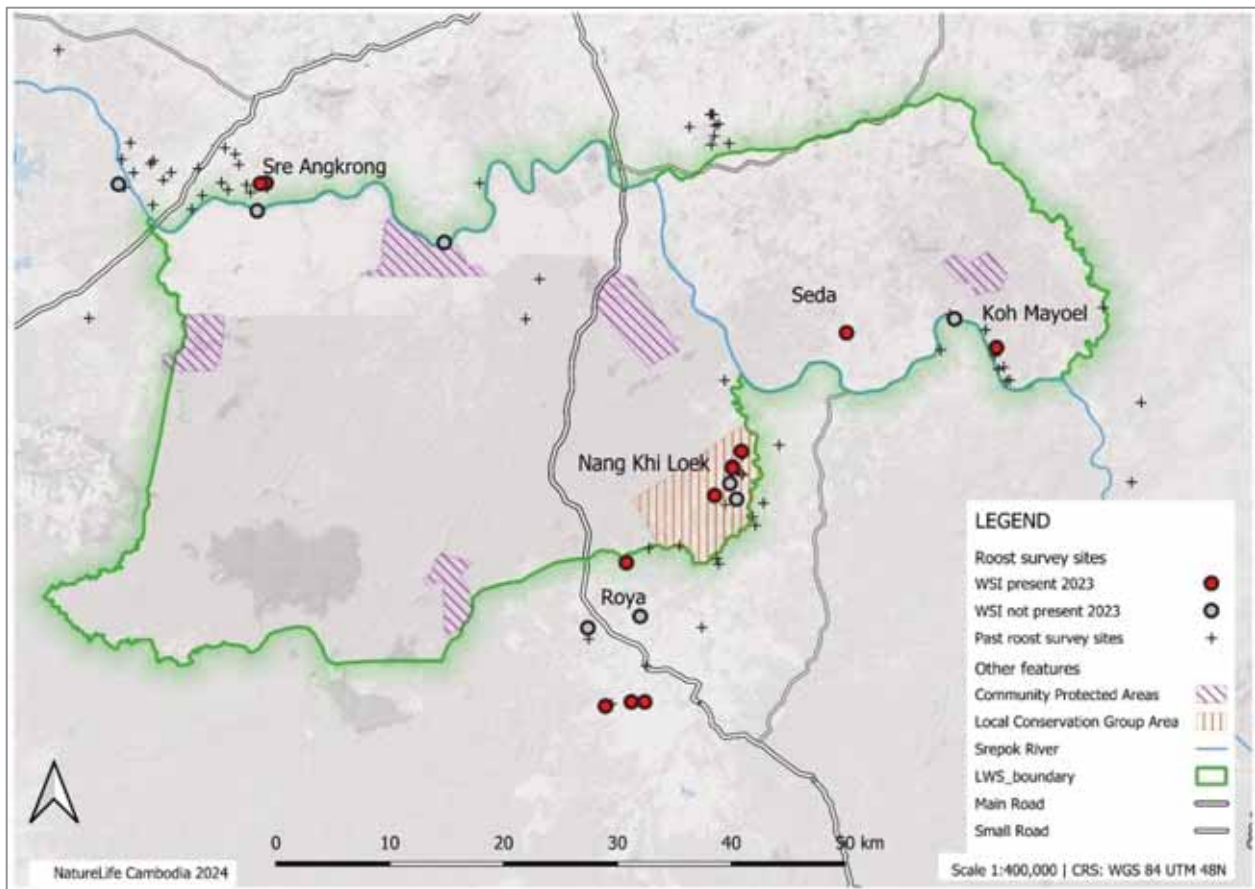 Sre Angkrong
Seda
Koh Mayoel
Nang Khi Loek
Roya
LEGEND
Roost survey sites
WSI present 2023
WSI not present 2023
Past roost survey sites
Other features
Community Protected Areas
Local Conservation Group Area
Srepok River
LWS_boundary
Main Road
Small Road
0 10 20 30 40 50 km
NatureLife Cambodia 2024
Scale 1:400,000 | CRS: WGS 84 UTM 48N